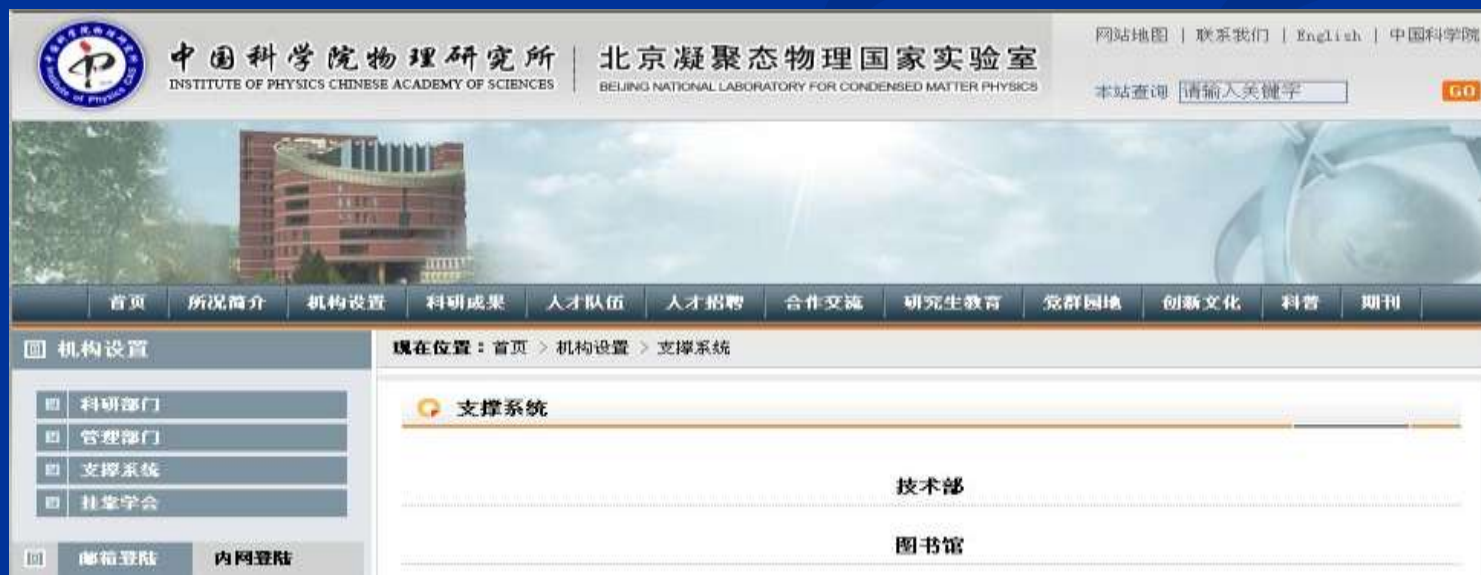 中国科学院物理研究所
INSTITUTE OF PHYSICS CHINESE ACADEMY OF SCIENCES
北京凝聚态物理国家实验室
BEIJING NATIONAL LABORATORY FOR CONDENSED MATTER PHYSICS
网站地图 | 联系我们 | English | 中国科学院
本站查询 请输入关键字 GO
首页 所况简介 机构设置 科研成果 人才队伍 人才招聘 合作交流 研究生教育 党群园地 创新文化 科普 期刊
机构设置
现在位置：首页 > 机构设置 > 支撑系统
科研部门
管理部门
支撑系统
挂靠学会
邮箱登陆 内网登陆
支撑系统
技术部
图书馆